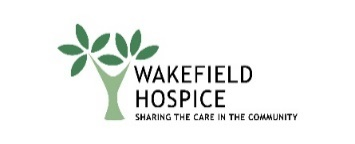 WAKEFIELD
HOSPICE
SHARING THE CARE IN THE COMMUNITY